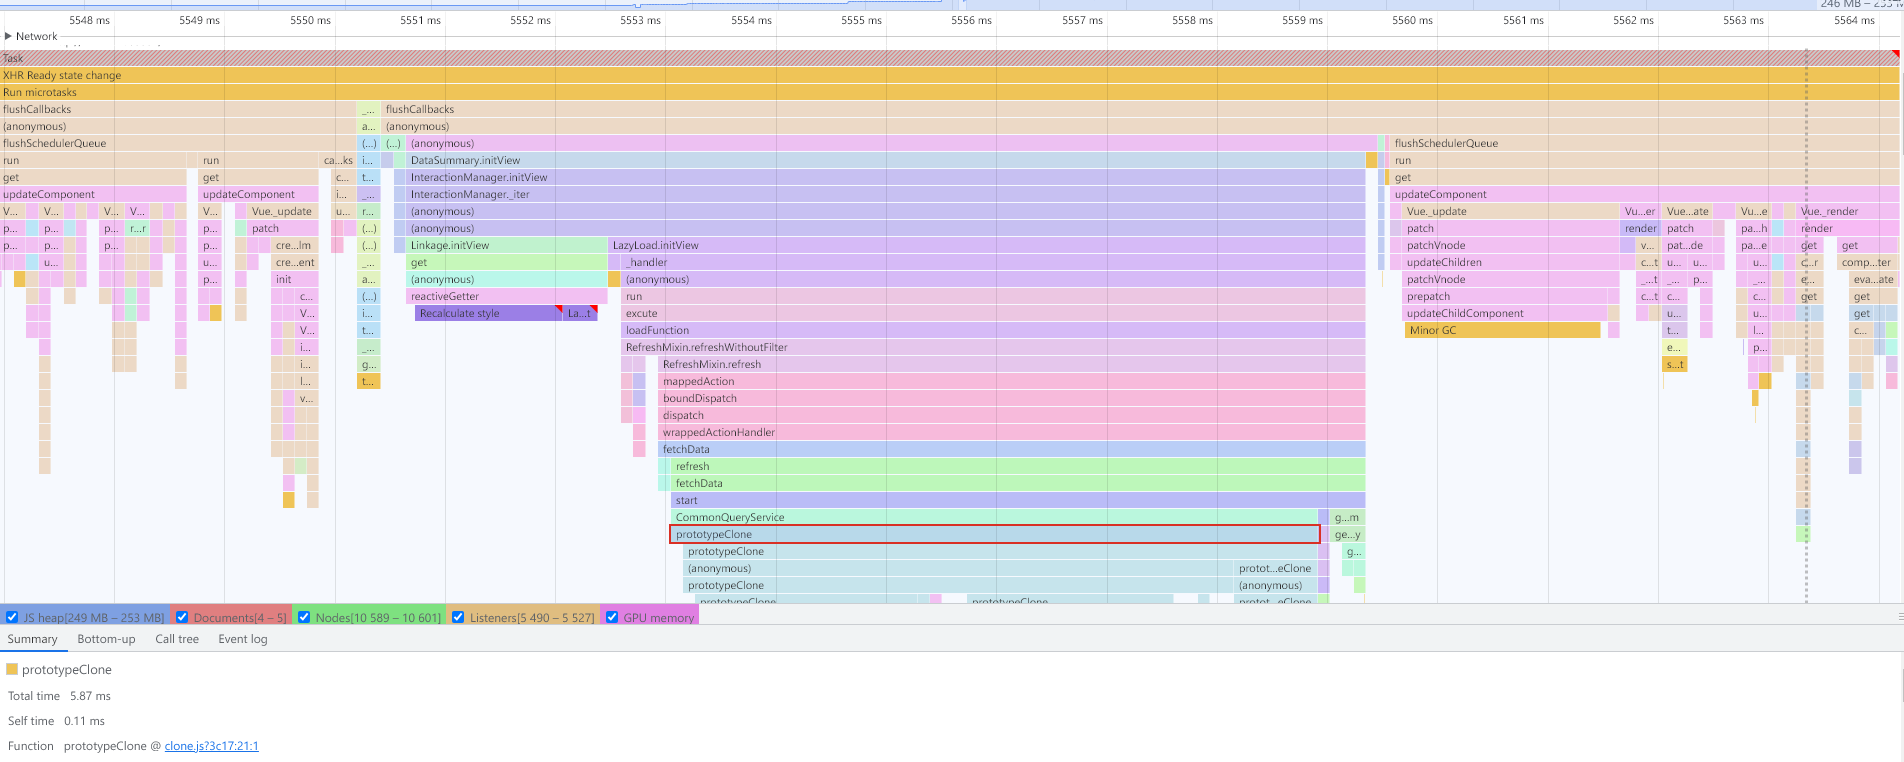 246 MB – 253 M
5548 ms 5549 ms 5550 ms 5551 ms 5552 ms 5553 ms 5554 ms 5555 ms 5556 ms 5557 ms 5558 ms 5559 ms 5560 ms 5561 ms 5562 ms 5563 ms 5564 ms
▶ Network
Task
XHR Ready state change
Run microtasks
flushCallbacks _... flushCallbacks
(anonymous) a... (anonymous)
flushSchedulerQueue (...) (...) (anonymous) flushSchedulerQueue
run run ca...ks i... DataSummary.initView run
get get c... t... InteractionManager.initView get
updateComponent updateComponent i... _... InteractionManager._iter updateComponent
V... V... V... V... V... Vue._update u... r... (anonymous) Vue._update Vu...er Vue...ate Vu...e Vue._render
p... p... p... r...r p... patch (...) (anonymous) patch render patch pa...h render
p... p... p... p... cre...lm (...) Linkage.initView LazyLoad.initView patchVnode v... pat...de pa...e get get
u... u... cre...ent _... get _handler updateChildren c...t u... u... c...r comp...ter
p... init a... (anonymous) (anonymous) patchVnode _...t _... p... _... e... eva...ate
c... (...) reactiveGetter run prepatch c...t c... c... get get
V... i... Recalculate style La...t excute updateChildComponent u... u... get
V... t... loadFunction Minor GC t... l... c...
i... _... RefreshMixin.refreshWithoutFilter e... p...
i... g... RefreshMixin.refresh s...t
l... t... mappedAction
v... boundDispatch
dispatch
wrappedActionHandler
fetchData
refresh
fetchData
start
CommonQueryService g...m
prototypeClone ge...y
prototypeClone g...
(anonymous) protot...eClone
prototypeClone (anonymous)
prototypeClone prototypeClone protot...eClone
JS heap[249 MB – 253 MB] Documents[4 – 5] Nodes[10 589 – 10 601] Listeners[5 490 – 5 527] GPU memory
Summary Bottom-up Call tree Event log
prototypeClone
Total time 5.87 ms
Self time 0.11 ms
Function prototypeClone @ clone.js?3c17:21:1